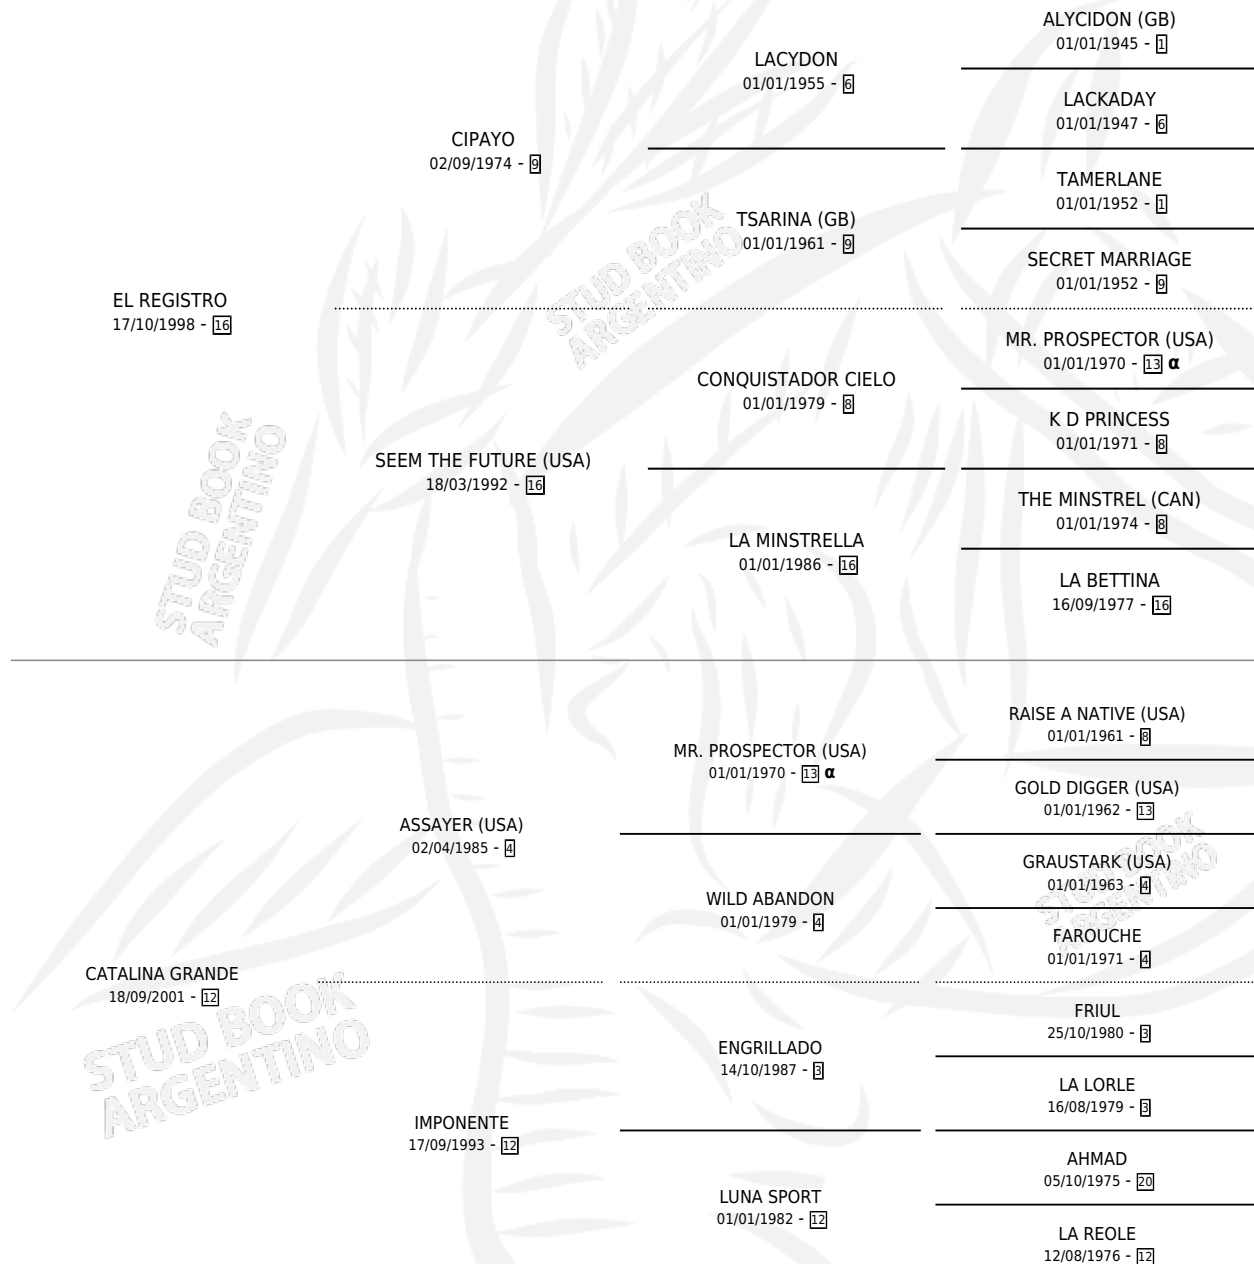 ALYCIDON (GB)
01/01/1945 - 1
LACYDON
01/01/1955 - 6
LACKADAY
01/01/1947 - 6
CIPAYO
02/09/1974 - 9
TAMERLANE
01/01/1952 - 1
TSARINA (GB)
01/01/1961 - 9
SECRET MARRIAGE
01/01/1952 - 9
EL REGISTRO
17/10/1998 - 16
MR. PROSPECTOR (USA)
01/01/1970 - 13 α
CONQUISTADOR CIELO
01/01/1979 - 8
K D PRINCESS
01/01/1971 - 8
SEEM THE FUTURE (USA)
18/03/1992 - 16
THE MINSTREL (CAN)
01/01/1974 - 8
LA MINSTRELLA
01/01/1986 - 16
LA BETTINA
16/09/1977 - 16
RAISE A NATIVE (USA)
01/01/1961 - 8
MR. PROSPECTOR (USA)
01/01/1970 - 13 α
GOLD DIGGER (USA)
01/01/1962 - 13
ASSAYER (USA)
02/04/1985 - 4
GRAUSTARK (USA)
01/01/1963 - 4
WILD ABANDON
01/01/1979 - 4
FAROUCHE
01/01/1971 - 4
CATALINA GRANDE
18/09/2001 - 12
FRIUL
25/10/1980 - 3
ENGRILLADO
14/10/1987 - 3
LA LORLE
16/08/1979 - 3
IMPONENTE
17/09/1993 - 12
AHMAD
05/10/1975 - 20
LUNA SPORT
01/01/1982 - 12
LA REOLE
12/08/1976 - 12
STUD BOOK
ARGENTINO
STUD BOOK
ARGENTINO
STUD BOOK
ARGENTINO
STUD BOOK
ARGENTINO